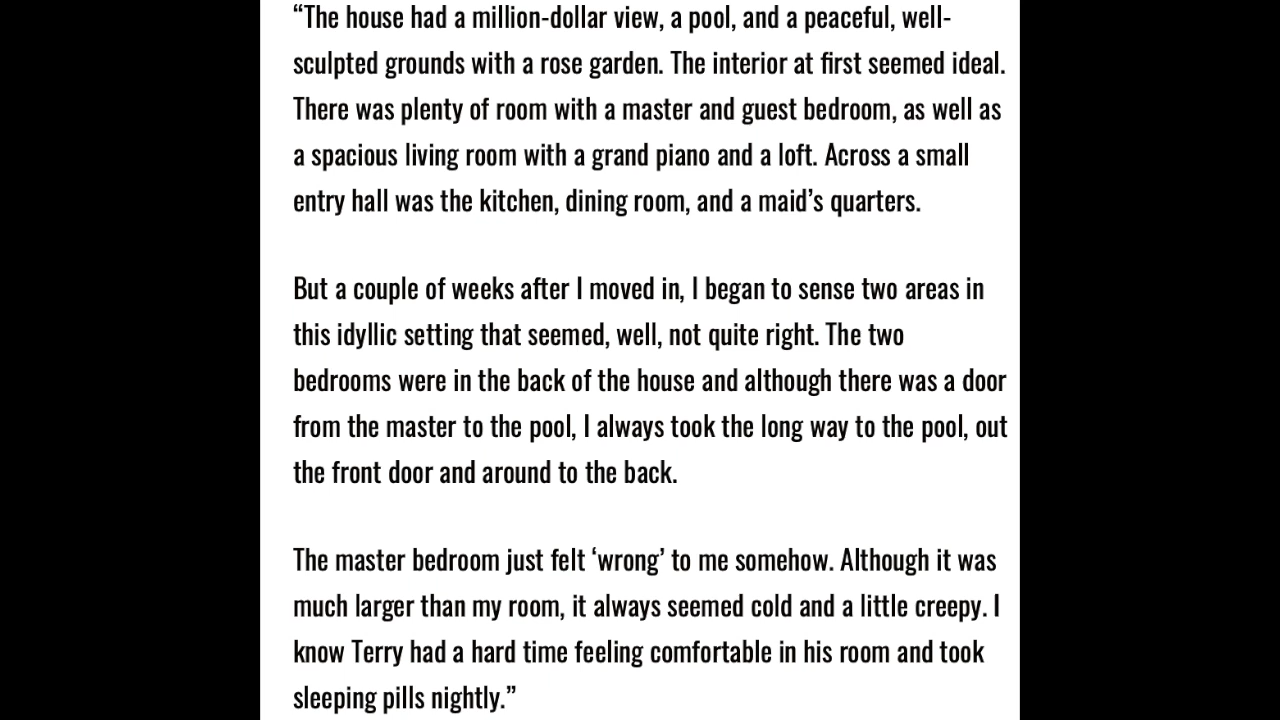 “The house had a million-dollar view, a pool, and a peaceful, well-
sculpted grounds with a rose garden. The interior at first seemed ideal.
There was plenty of room with a master and guest bedroom, as well as
a spacious living room with a grand piano and a loft. Across a small
entry hall was the kitchen, dining room, and a maid’s quarters.

But a couple of weeks after I moved in, I began to sense two areas in
this idyllic setting that seemed, well, not quite right. The two
bedrooms were in the back of the house and although there was a door
from the master to the pool, I always took the long way to the pool, out
the front door and around to the back.

The master bedroom just felt ‘wrong’ to me somehow. Although it was
much larger than my room, it always seemed cold and a little creepy. I
know Terry had a hard time feeling comfortable in his room and took
sleeping pills nightly.”